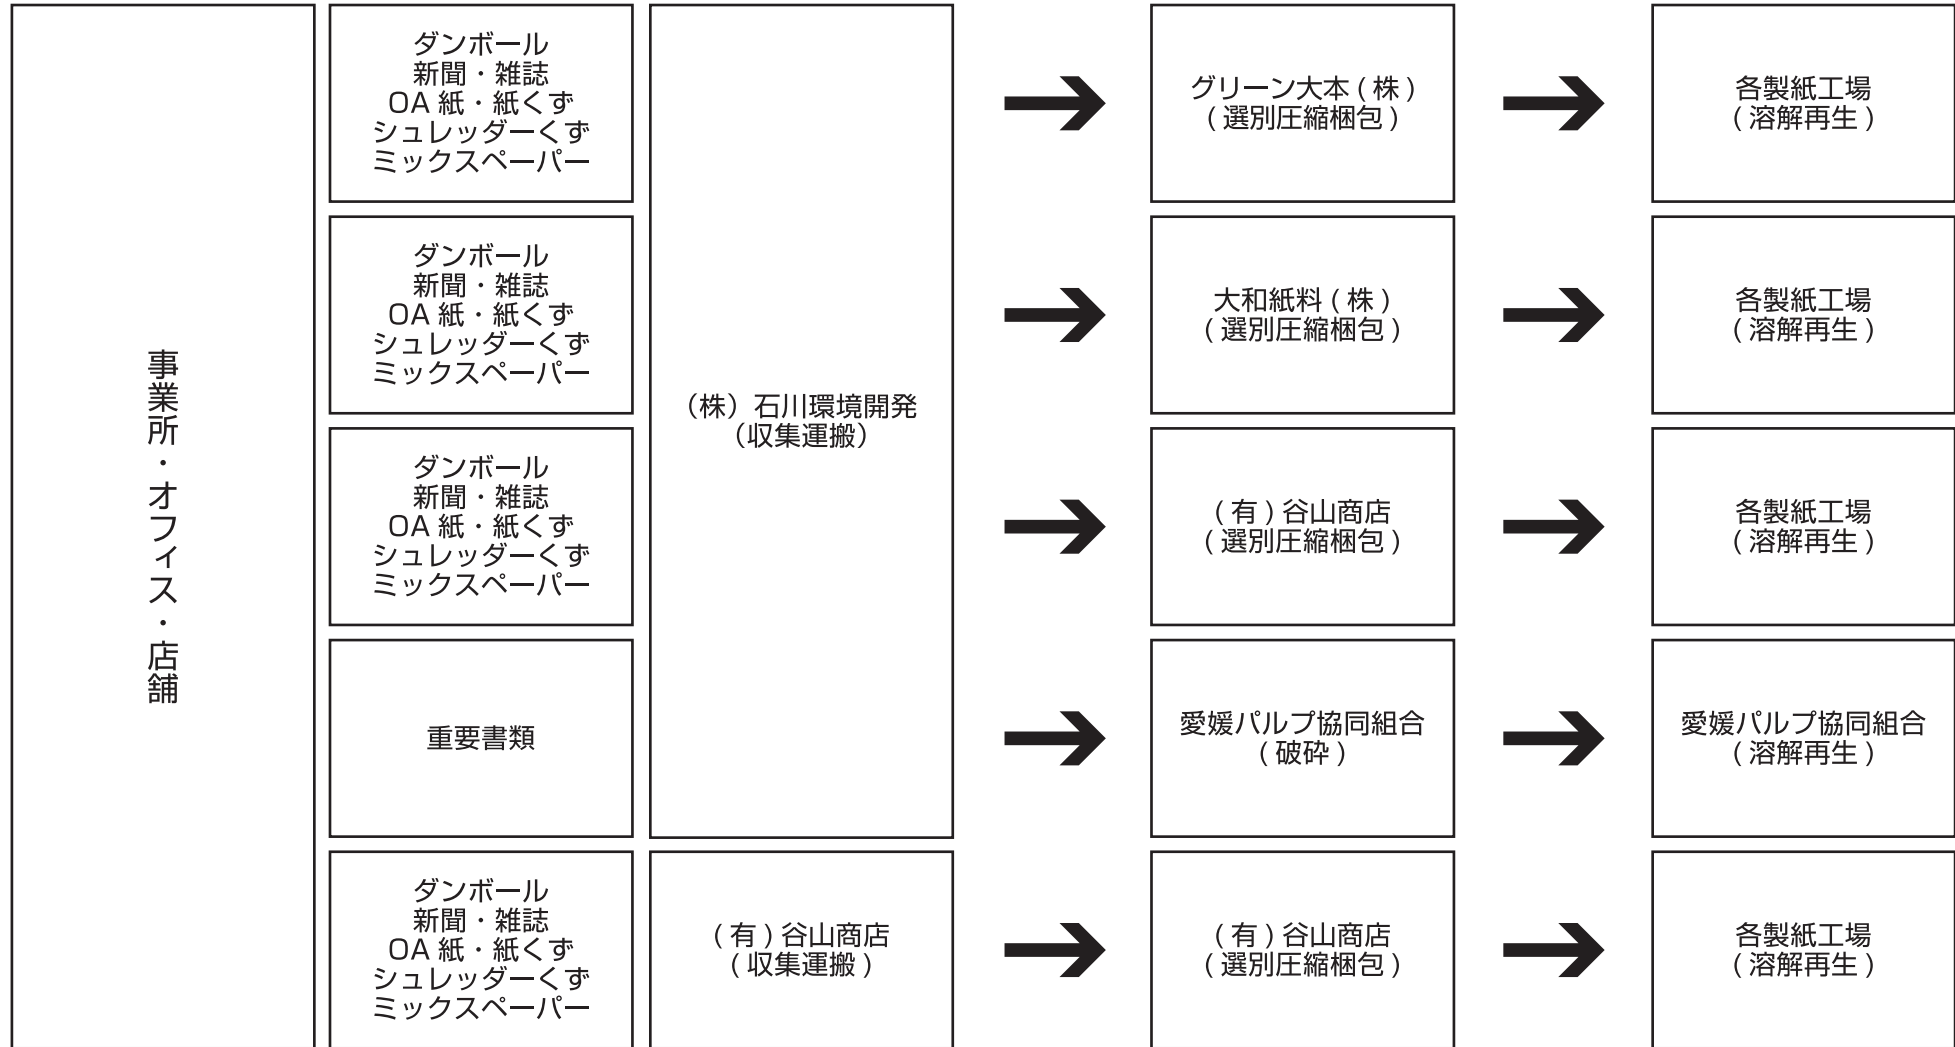 事業所・オフィス・店舗
ダンボール
新聞・雑誌
OA 紙・紙くず
シュレッダーくず
ミックスペーパー
(株)石川環境開発
(収集運搬)
グリーン大本 ( 株 )
( 選別圧縮梱包 )
各製紙工場
( 溶解再生 )
ダンボール
新聞・雑誌
OA 紙・紙くず
シュレッダーくず
ミックスペーパー
大和紙料 ( 株 )
( 選別圧縮梱包 )
各製紙工場
( 溶解再生 )
ダンボール
新聞・雑誌
OA 紙・紙くず
シュレッダーくず
ミックスペーパー
( 有 ) 谷山商店
( 選別圧縮梱包 )
各製紙工場
( 溶解再生 )
重要書類
愛媛パルプ協同組合
( 破砕 )
愛媛パルプ協同組合
( 溶解再生 )
ダンボール
新聞・雑誌
OA 紙・紙くず
シュレッダーくず
ミックスペーパー
( 有 ) 谷山商店
( 収集運搬 )
( 有 ) 谷山商店
( 選別圧縮梱包 )
各製紙工場
( 溶解再生 )